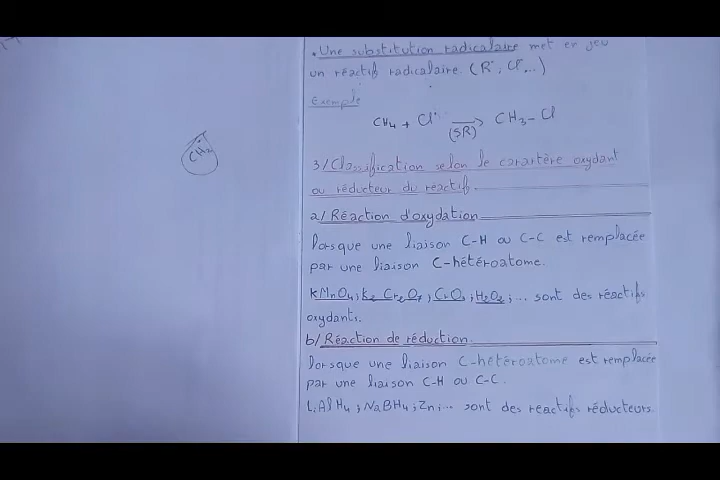 • Une substitution radicalaire met en jeu
un réactif radicalaire (R•, Cl•, ...)
Exemple
CH4 + Cl• → (SR) CH3-Cl
CH2
3/ Classification selon le caractère oxydant
ou réducteur du réactif.
a/ Réaction d'oxydation
lorsque une liaison C-H ou C-C est remplacée
par une liaison C-hétéroatome.
KMnO4; K2Cr2O7; CrO3; H2O2; ... sont des réactifs
oxydants.
b/ Réaction de réduction.
lorsque une liaison C-hétéroatome est remplacée
par une liaison C-H ou C-C.
LiAlH4; NaBH4; Zn; ... sont des reactifs réducteurs.